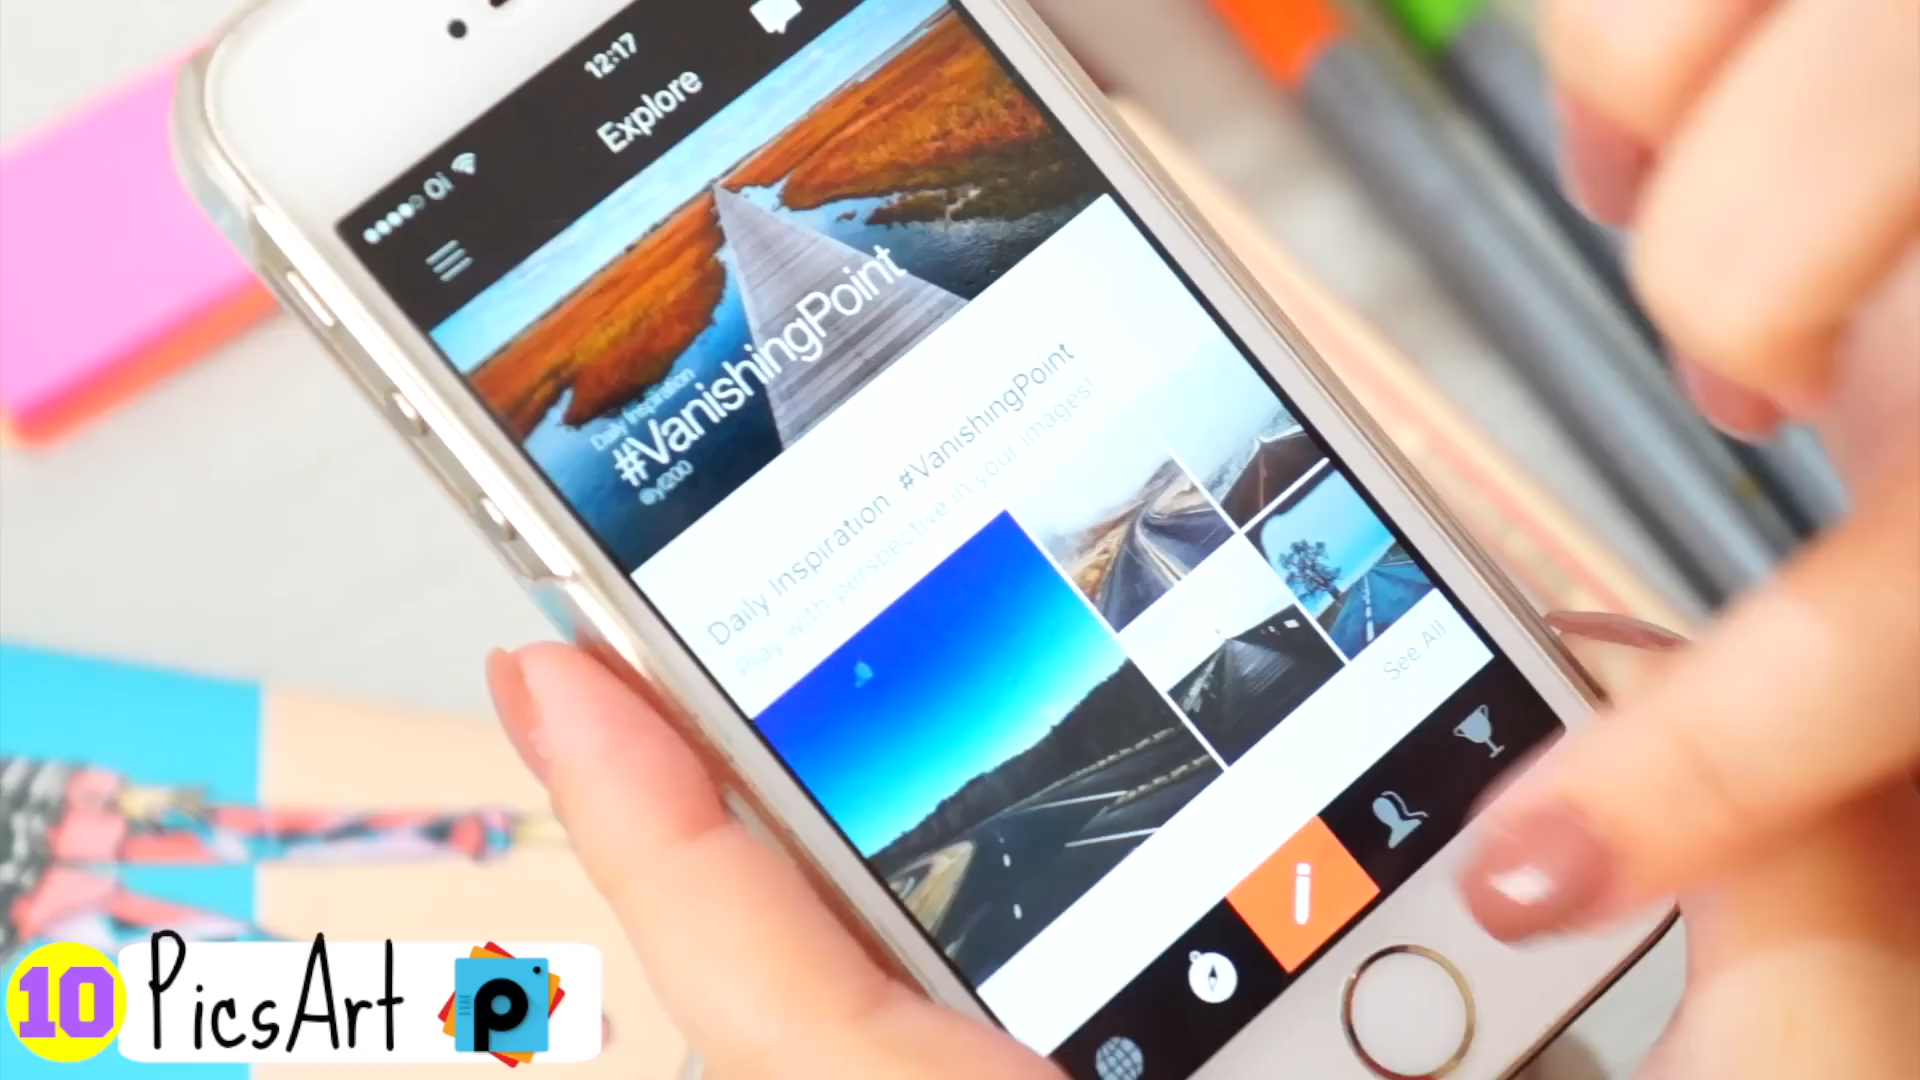 12:17
Oi
Explore
Daily Inspiration
#VanishingPoint
@yl200
Daily Inspiration #VanishingPoint
Play with perspective in your images!
See All
10 PicsArt